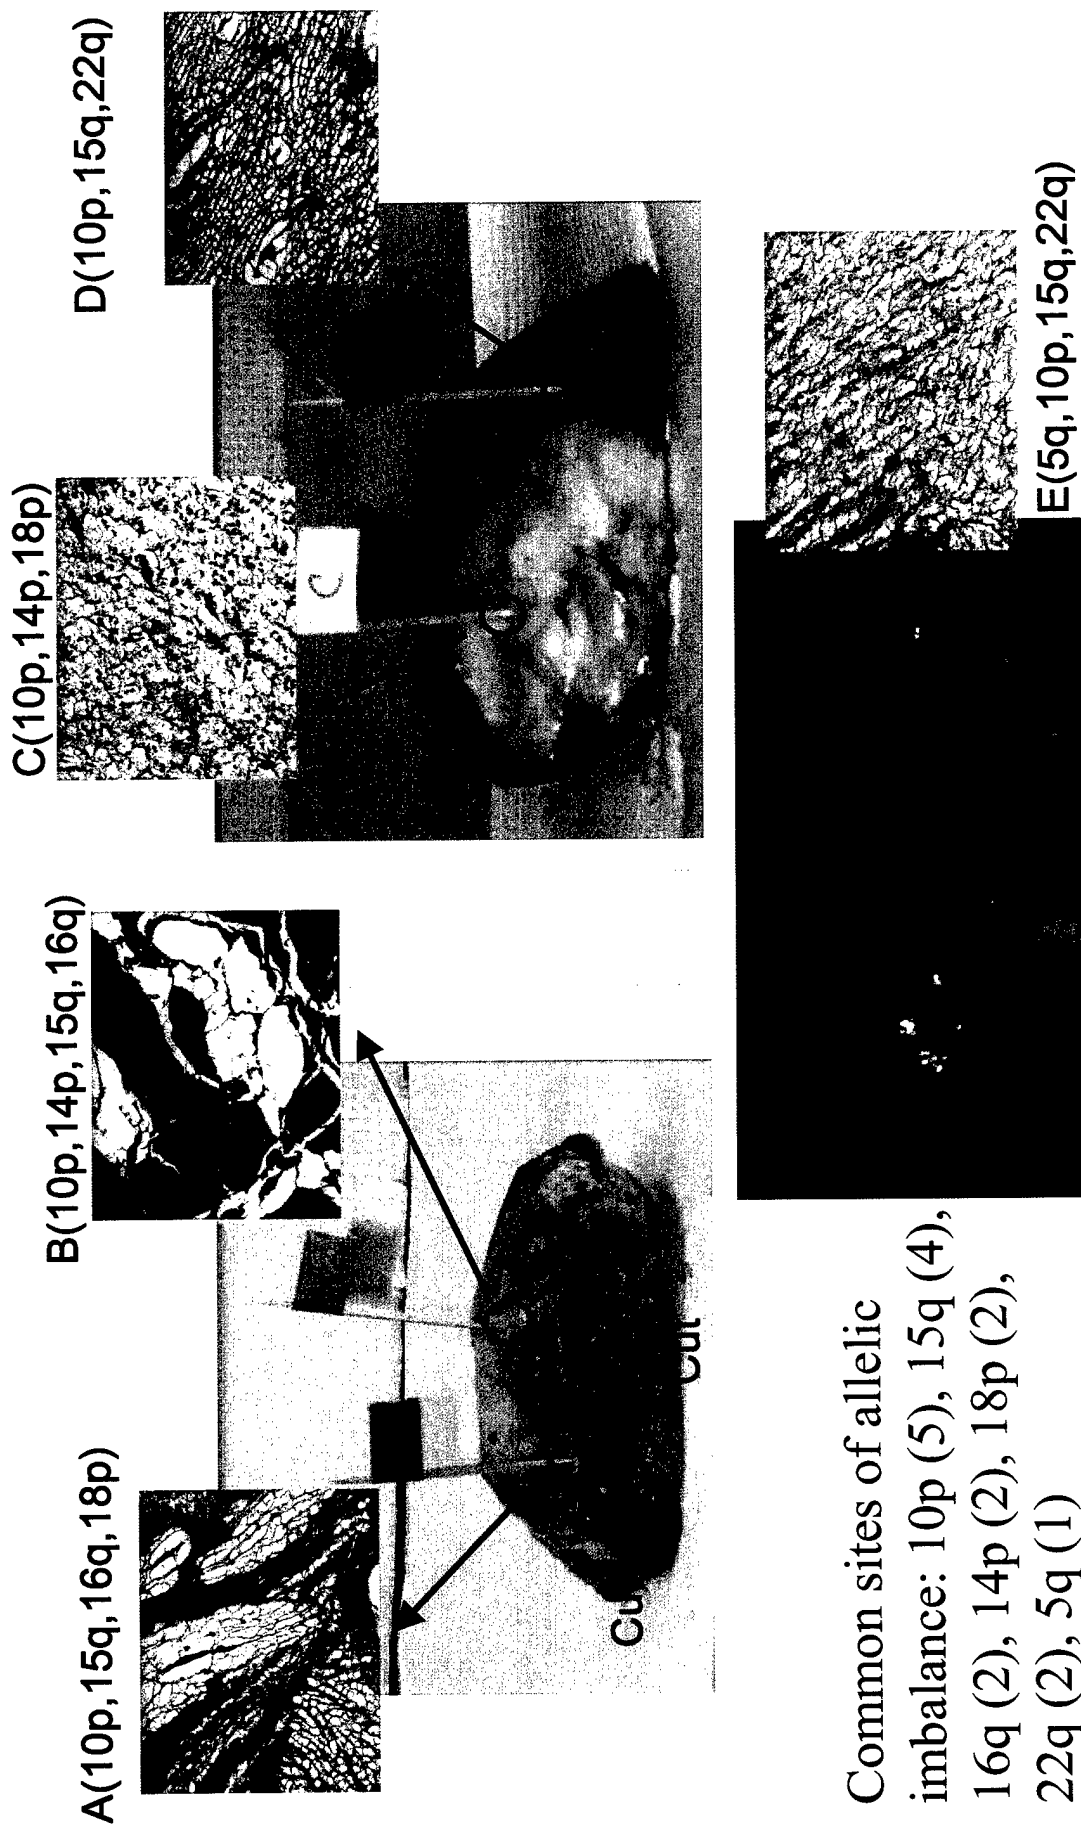 A(10p,15q,16q,18p)
B(10p,14p,15q,16q)
C(10p,14p,18p)
D(10p,15q,22q)
C
Cut
E(5q,10p,15q,22q)
Common sites of allelic
imbalance: 10p (5), 15q (4),
16q (2), 14p (2), 18p (2),
22q (2), 5q (1)